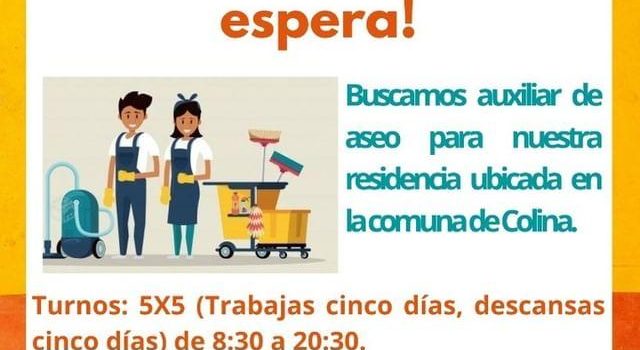 espera!
Buscamos auxiliar de
aseo para nuestra
residencia ubicada en
la comuna de Colina.
Turnos: 5X5 (Trabajas cinco días, descansas
cinco días) de 8:30 a 20:30.